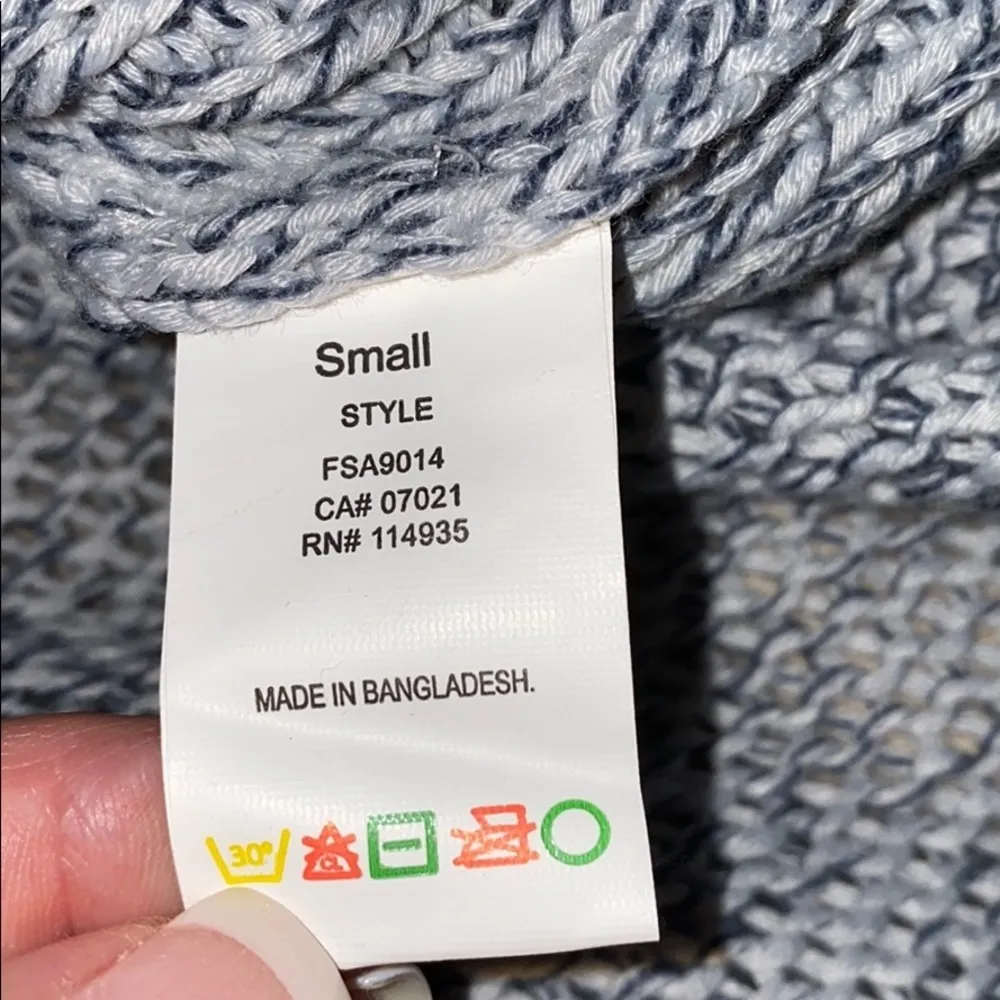 Small
STYLE
FSA9014
CA# 07021
RN# 114935
MADE IN BANGLADESH.
30°